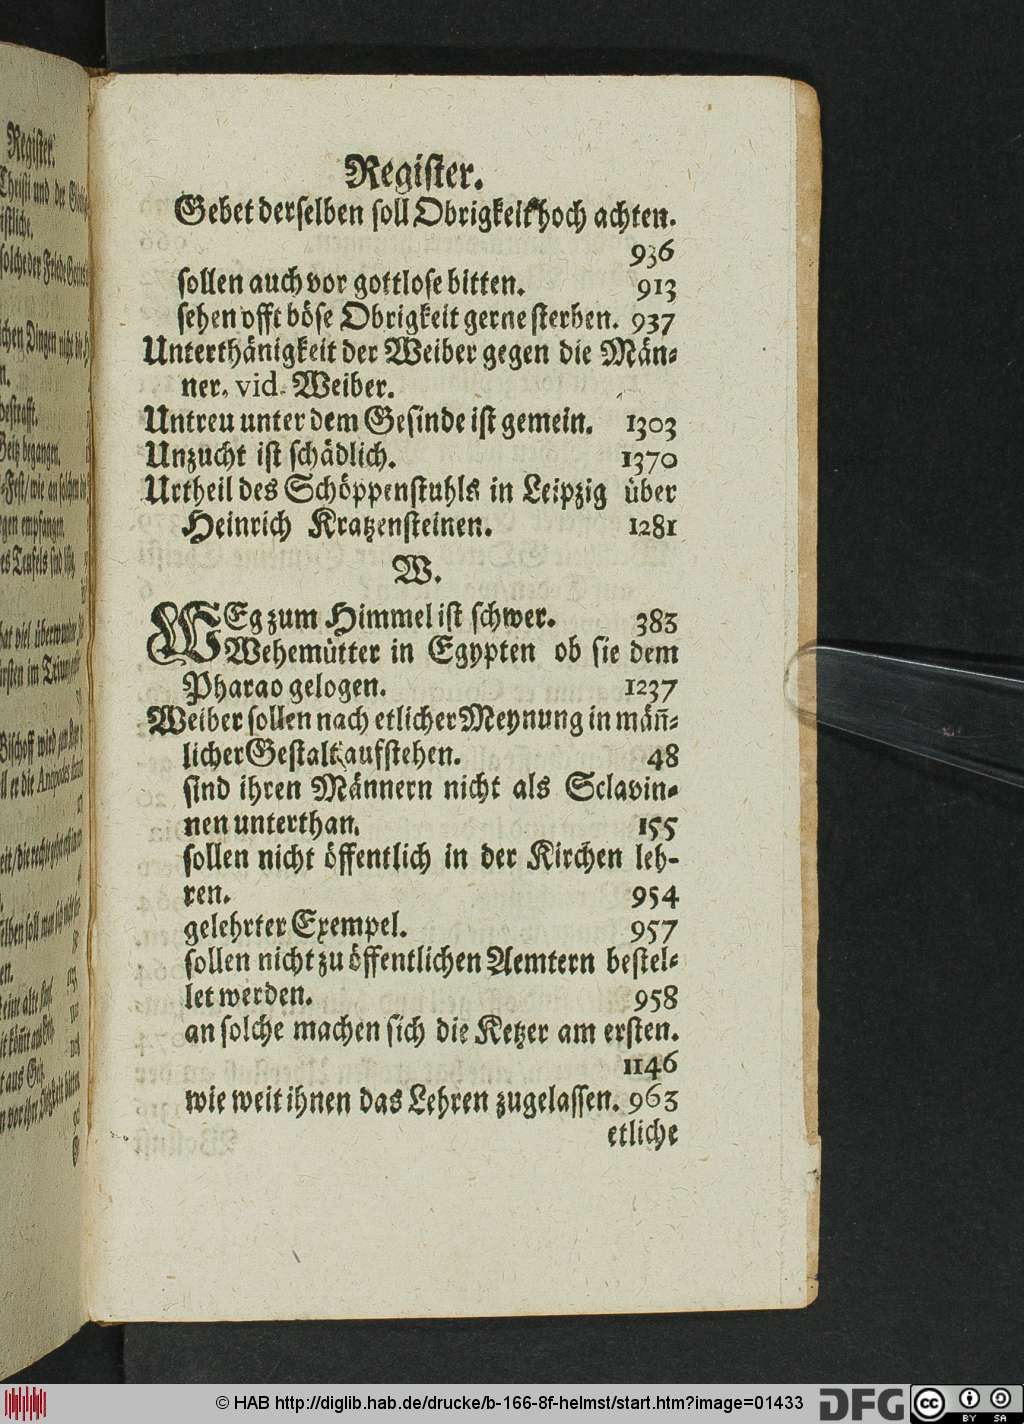 Register.
Gebet derselben soll Obrigkeit hoch achten.
936
sollen auch vor gottlose bitten. 913
sehen offt böse Obrigkeit gerne sterben. 937
Unterthänigkeit der Weiber gegen die Män-
ner, vid. Weiber.
Untreu unter dem Gesinde ist gemein. 1303
Unzucht ist schädlich. 1370
Urtheil des Schöppenstuhls in Leipzig über
Heinrich Kratzensteinen. 1281
W.
WEg zum Himmel ist schwer. 383
Wehemütter in Egypten ob sie dem
Pharao gelogen. 1237
Weiber sollen nach etlicher Meynung in män̄-
licher Gestalt aufstehen. 48
sind ihren Männern nicht als Sclavin-
nen unterthan. 155
sollen nicht öffentlich in der Kirchen leh-
ren. 954
gelehrter Exempel. 957
sollen nicht zu öffentlichen Aemtern bestel-
let werden. 958
an solche machen sich die Ketzer am ersten.
1146
wie weit ihnen das Lehren zugelassen. 963
etliche
© HAB http://diglib.hab.de/drucke/b-166-8f-helmst/start.htm?image=01433
DFG
cc BY SA